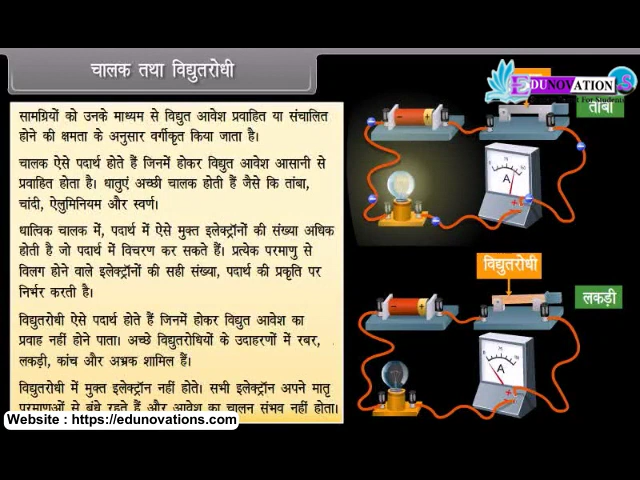 चालक तथा विद्युतरोधी
EDUNOVATIONS
तांबा
सामग्रियों को उनके माध्यम से विद्युत आवेश प्रवाहित या संचालित
होने की क्षमता के अनुसार वर्गीकृत किया जाता है।
चालक ऐसे पदार्थ होते हैं जिनमें होकर विद्युत आवेश आसानी से
प्रवाहित होता है। धातुएं अच्छी चालक होती हैं जैसे कि तांबा,
चांदी, ऐलुमिनियम और स्वर्ण।
धात्विक चालक में, पदार्थ में ऐसे मुक्त इलेक्ट्रॉनों की संख्या अधिक
होती है जो पदार्थ में विचरण कर सकते हैं। प्रत्येक परमाणु से
विलग होने वाले इलेक्ट्रॉनों की सही संख्या, पदार्थ की प्रकृति पर
निर्भर करती है।
विद्युतरोधी ऐसे पदार्थ होते हैं जिनमें होकर विद्युत आवेश का
प्रवाह नहीं होने पाता। अच्छे विद्युतरोधियों के उदाहरणों में रबर,
लकड़ी, कांच और अभ्रक शामिल हैं।
विद्युतरोधी में मुक्त इलेक्ट्रॉन नहीं होते। सभी इलेक्ट्रॉन अपने मातृ
परमाणुओं से बंधे रहते हैं और आवेश का चालन संभव नहीं होता।
Website : https://edunovations.com
A
विद्युतरोधी
लकड़ी
A